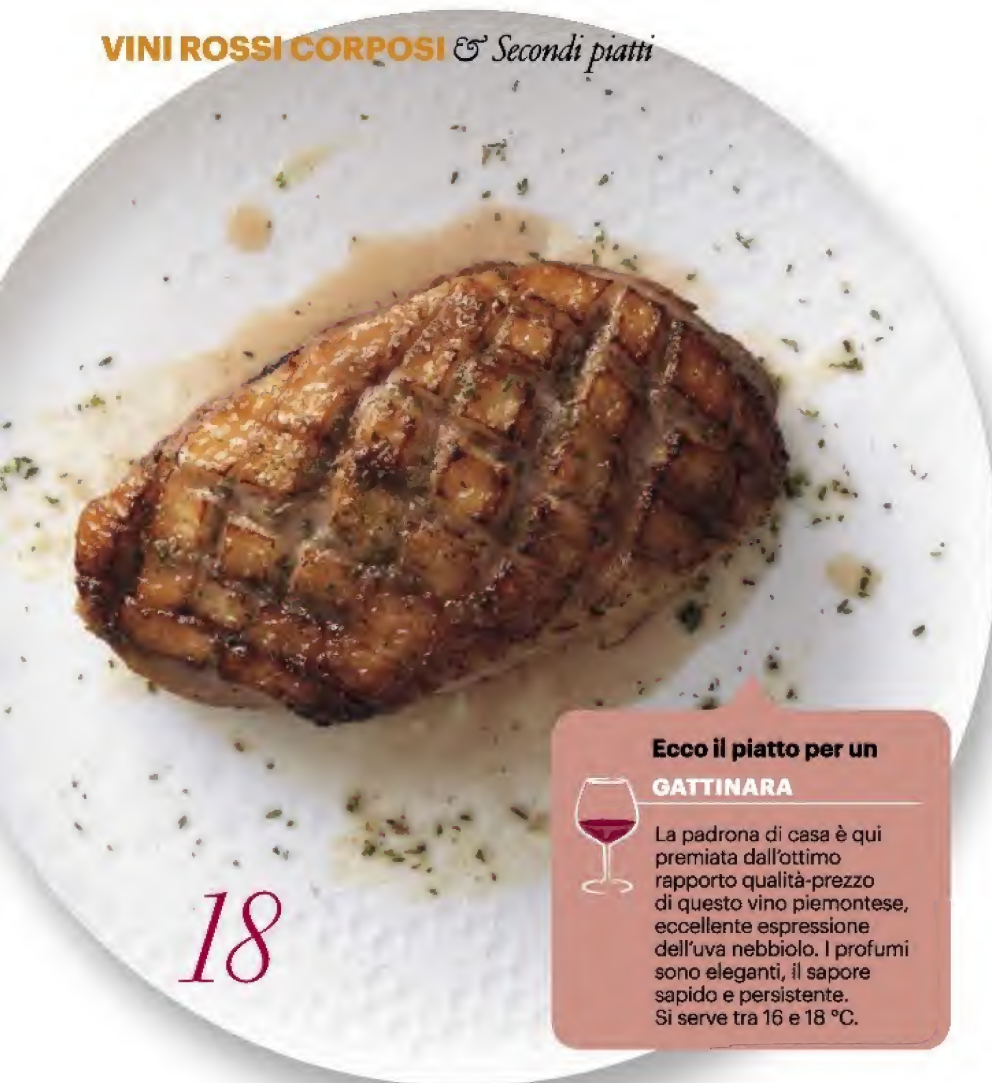 VINI ROSSI CORPOSI & Secondi piatti
18
Ecco il piatto per un
GATTINARA
La padrona di casa è qui
premiata dall'ottimo
rapporto qualità-prezzo
di questo vino piemontese,
eccellente espressione
dell'uva nebbiolo. I profumi
sono eleganti, il sapore
sapido e persistente.
Si serve tra 16 e 18 °C.